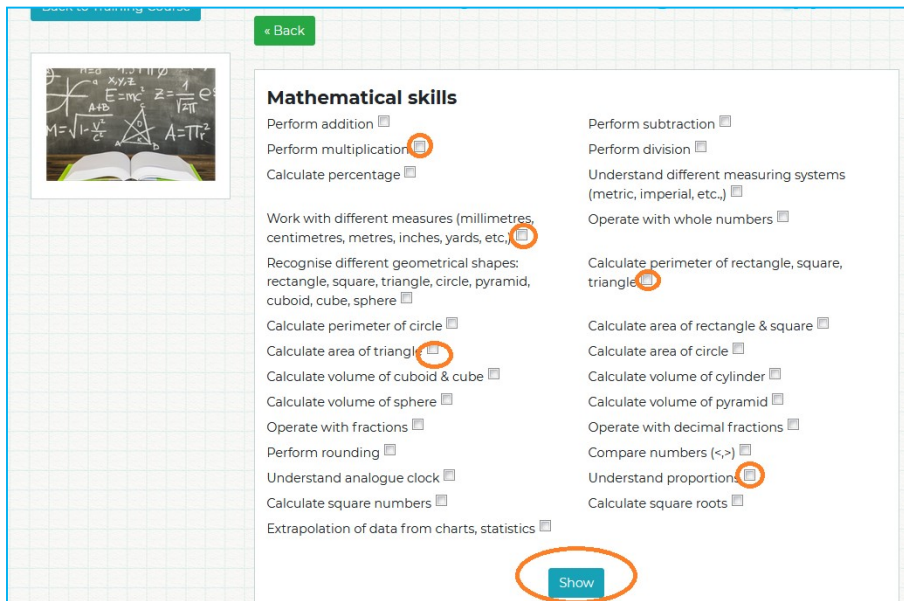 Back to Training Course
« Back
E=mc²
A=πr²
Mathematical skills
Perform addition
Perform subtraction
Perform multiplication
Perform division
Calculate percentage
Understand different measuring systems
(metric, imperial, etc.,)
Work with different measures (millimetres,
centimetres, metres, inches, yards, etc,)
Operate with whole numbers
Recognise different geometrical shapes:
rectangle, square, triangle, circle, pyramid,
cuboid, cube, sphere
Calculate perimeter of rectangle, square,
triangle
Calculate perimeter of circle
Calculate area of rectangle & square
Calculate area of triangle
Calculate area of circle
Calculate volume of cuboid & cube
Calculate volume of cylinder
Calculate volume of sphere
Calculate volume of pyramid
Operate with fractions
Operate with decimal fractions
Perform rounding
Compare numbers (<,>)
Understand analogue clock
Understand proportions
Calculate square numbers
Calculate square roots
Extrapolation of data from charts, statistics
Show